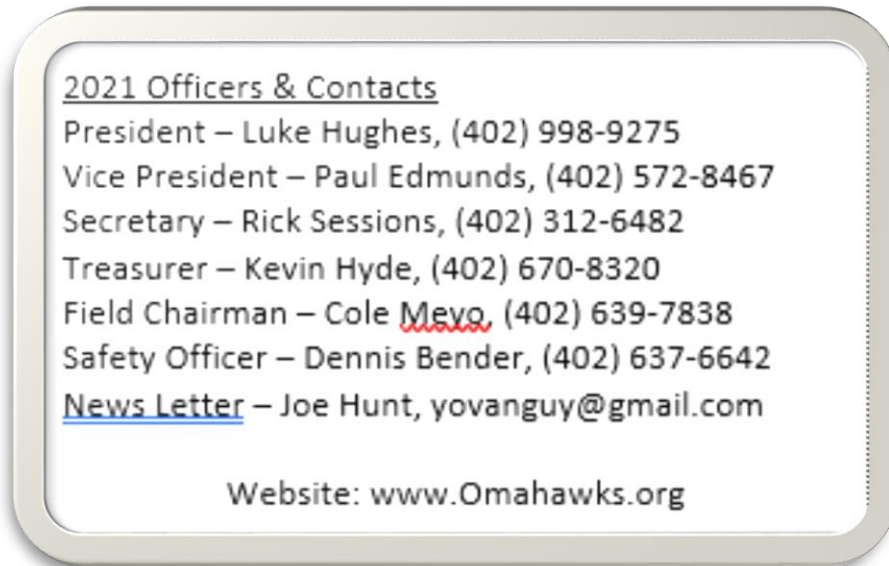 2021 Officers & Contacts
President – Luke Hughes, (402) 998-9275
Vice President – Paul Edmunds, (402) 572-8467
Secretary – Rick Sessions, (402) 312-6482
Treasurer – Kevin Hyde, (402) 670-8320
Field Chairman – Cole Meyo, (402) 639-7838
Safety Officer – Dennis Bender, (402) 637-6642
News Letter – Joe Hunt, yovanguy@gmail.com
Website: www.Omahawks.org